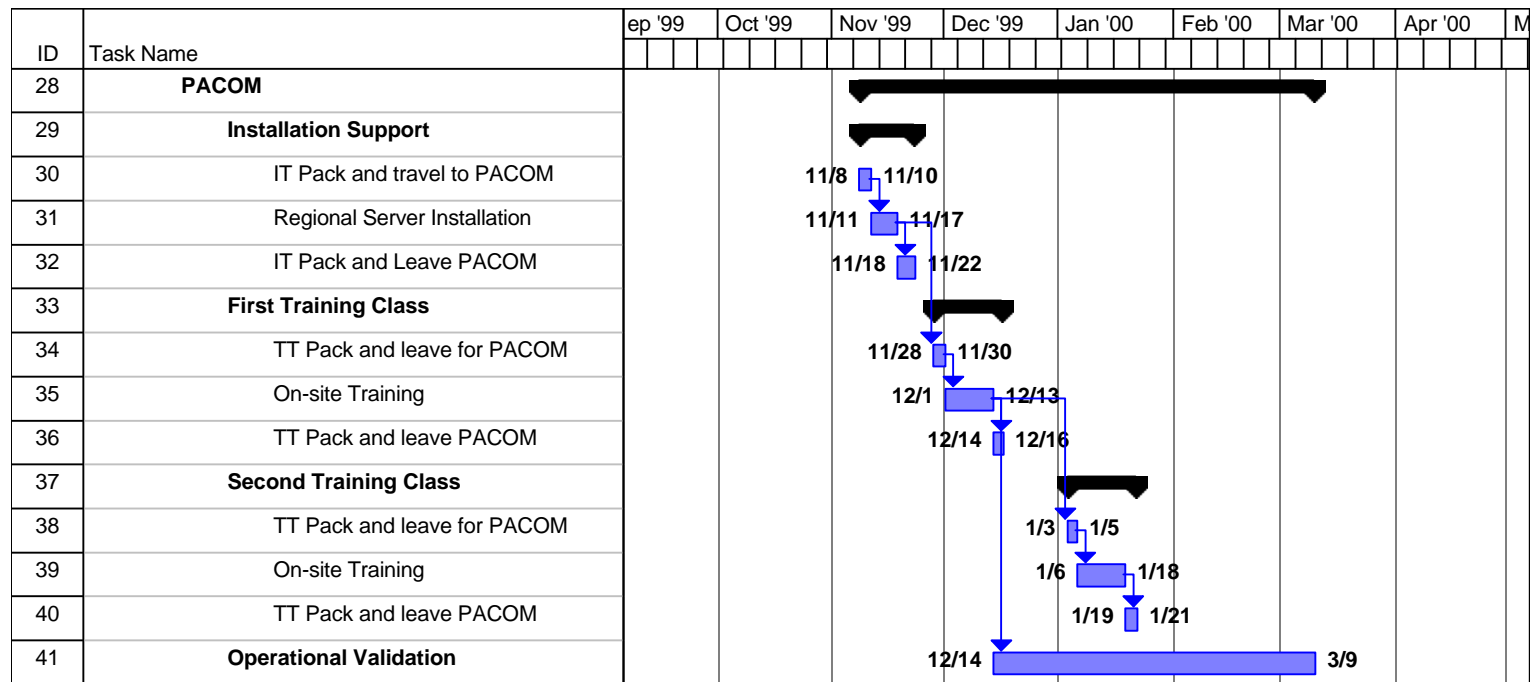 ep '99 Oct '99 Nov '99 Dec '99 Jan '00 Feb '00 Mar '00 Apr '00 M
ID Task Name
28 PACOM
29 Installation Support
30 IT Pack and travel to PACOM 11/8 11/10
31 Regional Server Installation 11/11 11/17
32 IT Pack and Leave PACOM 11/18 11/22
33 First Training Class
34 TT Pack and leave for PACOM 11/28 11/30
35 On-site Training 12/1 12/13
36 TT Pack and leave PACOM 12/14 12/16
37 Second Training Class
38 TT Pack and leave for PACOM 1/3 1/5
39 On-site Training 1/6 1/18
40 TT Pack and leave PACOM 1/19 1/21
41 Operational Validation 12/14 3/9